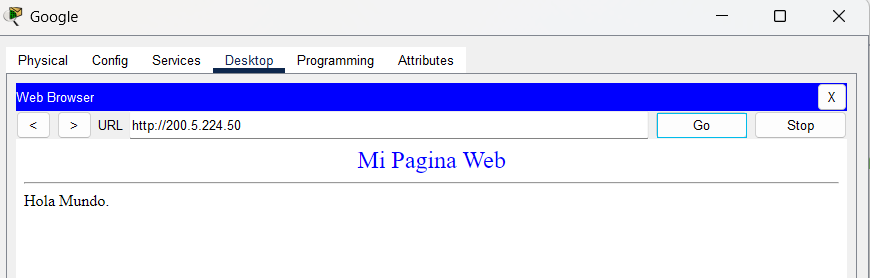 Google
Physical Config Services Desktop Programming Attributes
Web Browser X
< > URL http://200.5.224.50 Go Stop
Mi Pagina Web
Hola Mundo.